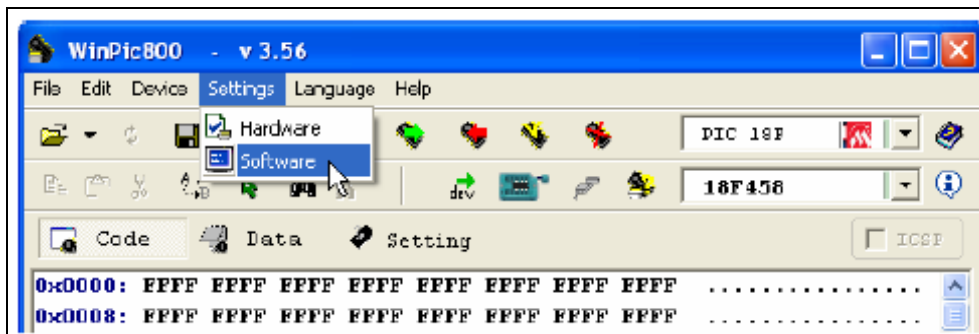 WinPic800 - v 3.56
File Edit Device Settings Language Help
Hardware
PIC 18F
Software
dev
18F458
Code Data Setting ICSP
0x0000: FFFF FFFF FFFF FFFF FFFF FFFF FFFF FFFF ................
0x0008: FFFF FFFF FFFF FFFF FFFF FFFF FFFF FFFF ................